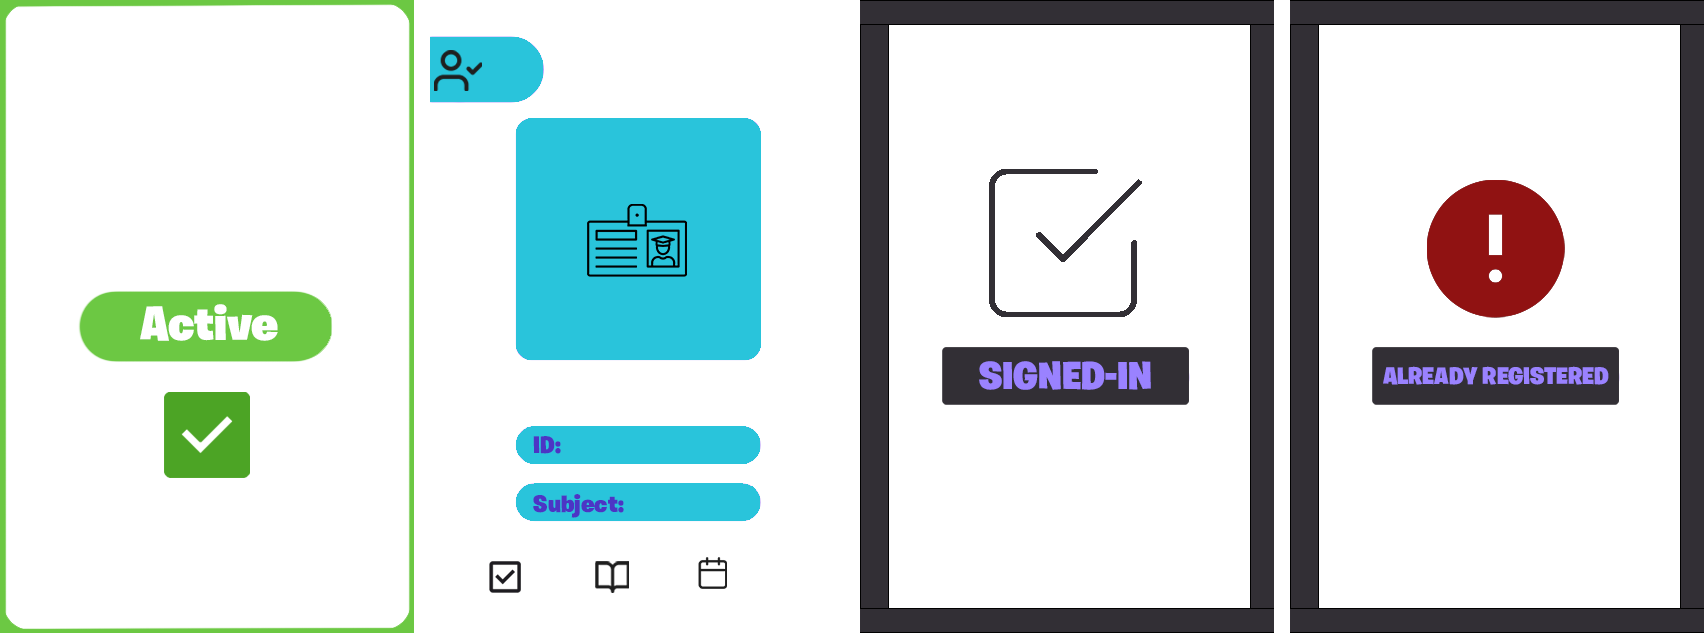 Active
ID:
Subject:
SIGNED-IN
ALREADY REGISTERED